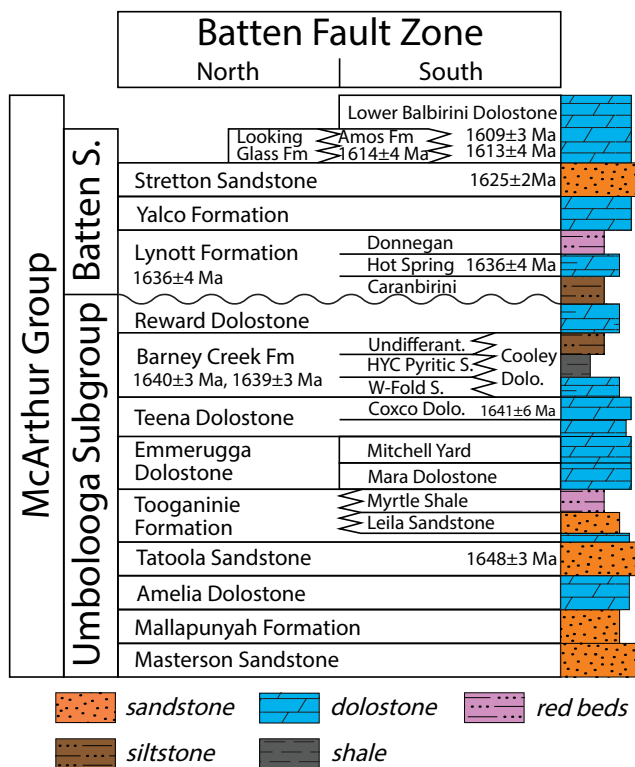 Batten Fault Zone
North South
McArthur Group
Batten S.
Umbolooga Subgroup
Lower Balbirini Dolostone
1609±3 Ma
1613±4 Ma
Looking
Glass Fm
Amos Fm
1614±4 Ma
Stretton Sandstone 1625±2Ma
Yalco Formation
Lynott Formation
1636±4 Ma
Donnegan
Hot Spring 1636±4 Ma
Caranbirini
Reward Dolostone
Barney Creek Fm
1640±3 Ma, 1639±3 Ma
Undifferant.
HYC Pyritic S.
W-Fold S.
Cooley
Dolo.
Teena Dolostone
Coxco Dolo. 1641±6 Ma
Emmerugga
Dolostone
Mitchell Yard
Mara Dolostone
Tooganinie
Formation
Myrtle Shale
Leila Sandstone
Tatoola Sandstone 1648±3 Ma
Amelia Dolostone
Mallapunyah Formation
Masterson Sandstone
sandstone dolostone red beds
siltstone shale